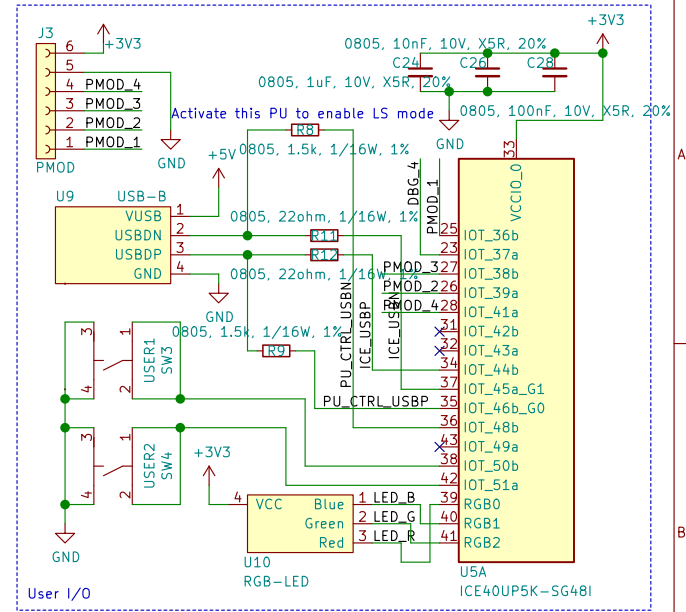 J3
6
+3V3
5
4 PMOD_4
3 PMOD_3
2 PMOD_2
1 PMOD_1
GND
PMOD
+3V3
0805, 10nF, 10V, X5R, 20%
C24
C26
C28
0805, 1uF, 10V, X5R, 20%
0805, 100nF, 10V, X5R, 20%
GND
Activate this PU to enable LS mode
R8
0805, 1.5k, 1/16W, 1%
+5V
U9
USB-B
VUSB 1
USBDN 2
USBDP 3
GND 4
GND
0805, 22ohm, 1/16W, 1%
R11
R12
0805, 22ohm, 1/16W, 1%
0805, 1.5k, 1/16W, 1%
R9
PU_CTRL_USBN
ICE_USBP
ICE_USBN
PU_CTRL_USBP
DBG_4
PMOD_1
33
VCCIO_0
25 IOT_36b
23 IOT_37a
PMOD_3 27 IOT_38b
PMOD_2 26 IOT_39a
PMOD_4 28 IOT_41a
31 IOT_42b
32 IOT_43a
34 IOT_44b
37 IOT_45a_G1
35 IOT_46b_G0
36 IOT_48b
43 IOT_49a
38 IOT_50b
42 IOT_51a
39 RGB0
40 RGB1
41 RGB2
U5A
ICE40UP5K-SG48I
3
1
4
2
USER1
SW3
3
1
4
2
USER2
SW4
GND
+3V3
4 VCC
Blue 1 LED_B
Green 2 LED_G
Red 3 LED_R
U10
RGB-LED
User I/O
A
B